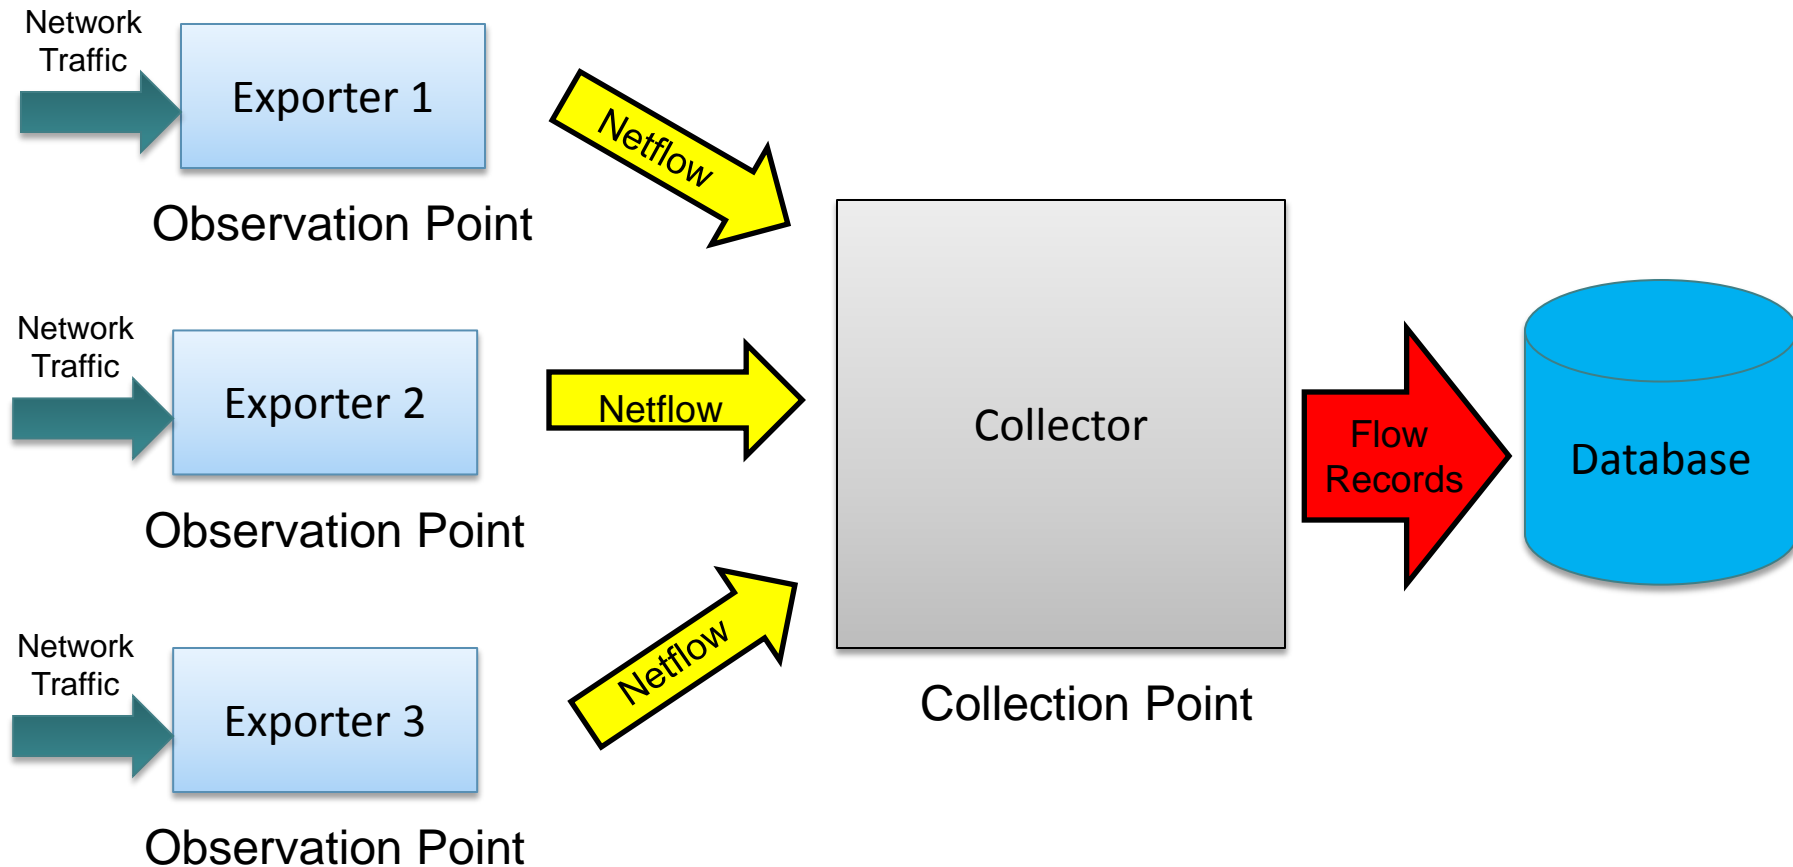 Network
Traffic
Exporter 1
Observation Point
Netflow
Network
Traffic
Exporter 2
Observation Point
Netflow
Network
Traffic
Exporter 3
Observation Point
Netflow
Collector
Collection Point
Flow
Records
Database